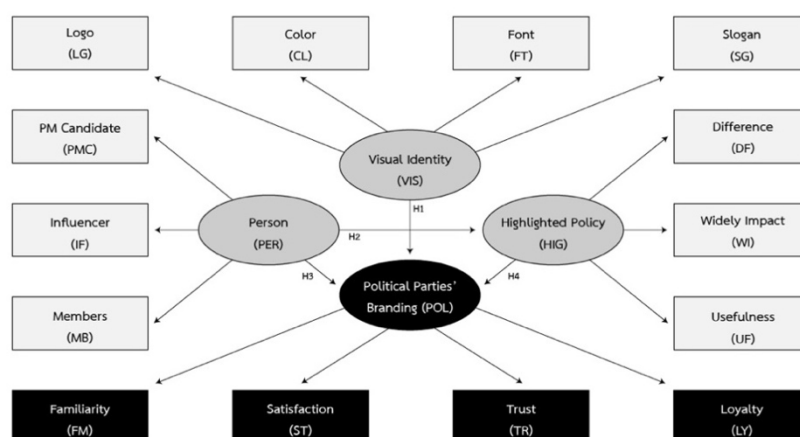 Logo
(LG)
Color
(CL)
Font
(FT)
Slogan
(SG)
PM Candidate
(PMC)
Visual Identity
(VIS)
Difference
(DF)
H1
Influencer
(IF)
Person
(PER)
H2
Highlighted Policy
(HIG)
Widely Impact
(WI)
H3
H4
Political Parties'
Branding (POL)
Members
(MB)
Usefulness
(UF)
Familiarity
(FM)
Satisfaction
(ST)
Trust
(TR)
Loyalty
(LY)